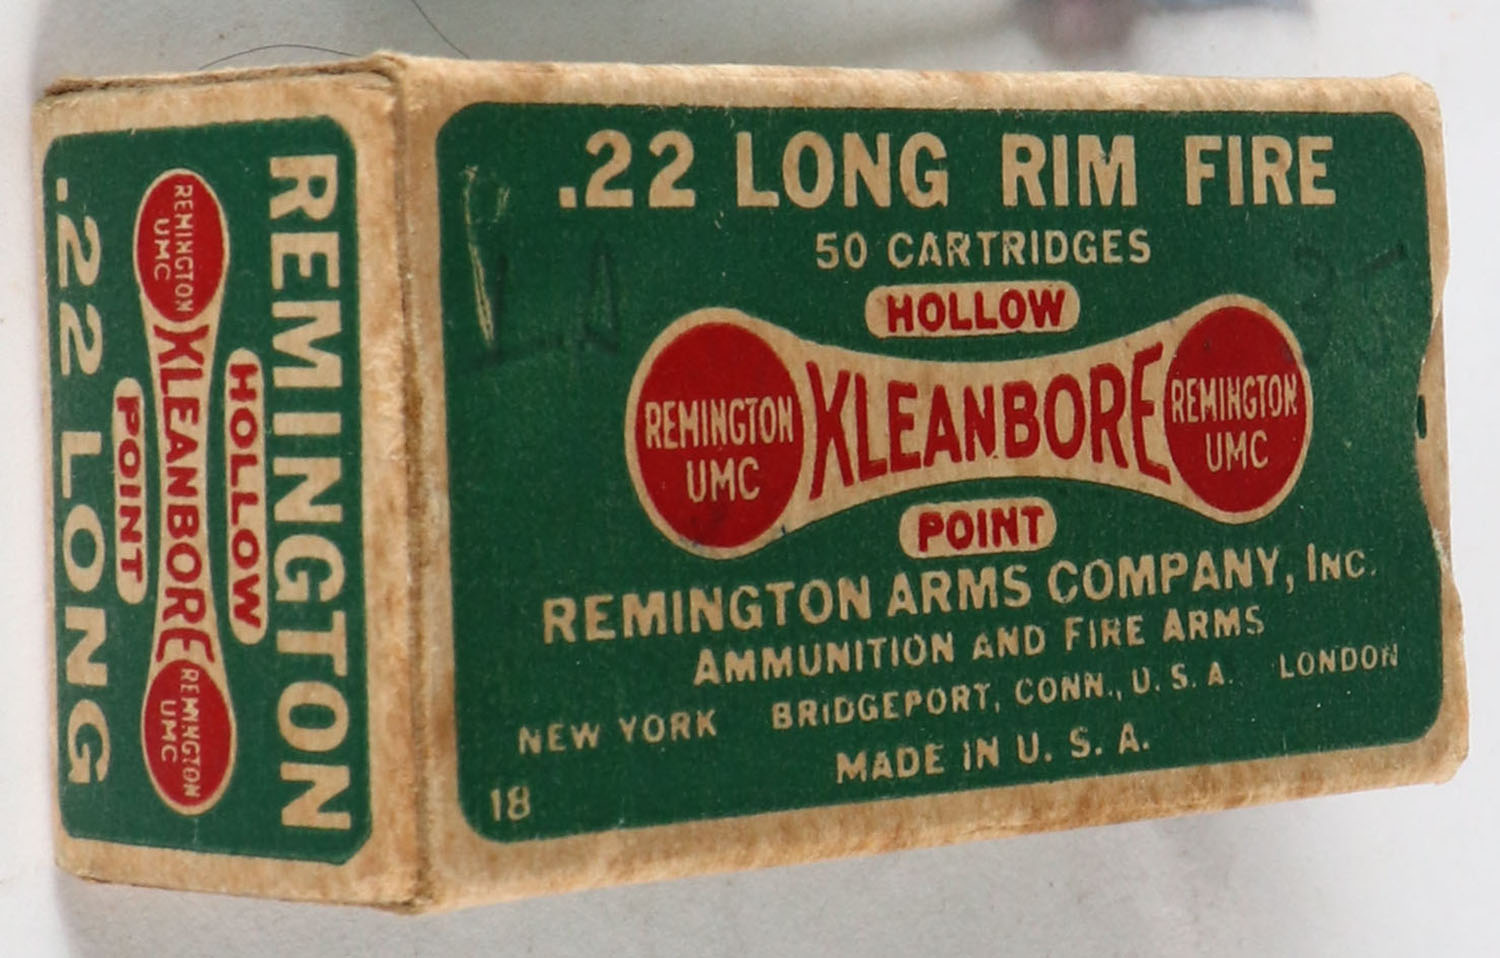 .22 LONG RIM FIRE
50 CARTRIDGES
HOLLOW
REMINGTON
UMC
KLEANBORE
REMINGTON
UMC
POINT
REMINGTON ARMS COMPANY, INC.
AMMUNITION AND FIRE ARMS
NEW YORK BRIDGEPORT, CONN., U. S. A. LONDON
MADE IN U. S. A.
18
REMINGTON
HOLLOW
REMINGTON
UMC
KLEANBORE
REMINGTON
UMC
POINT
.22 LONG